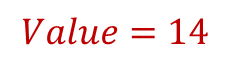 Value = 14